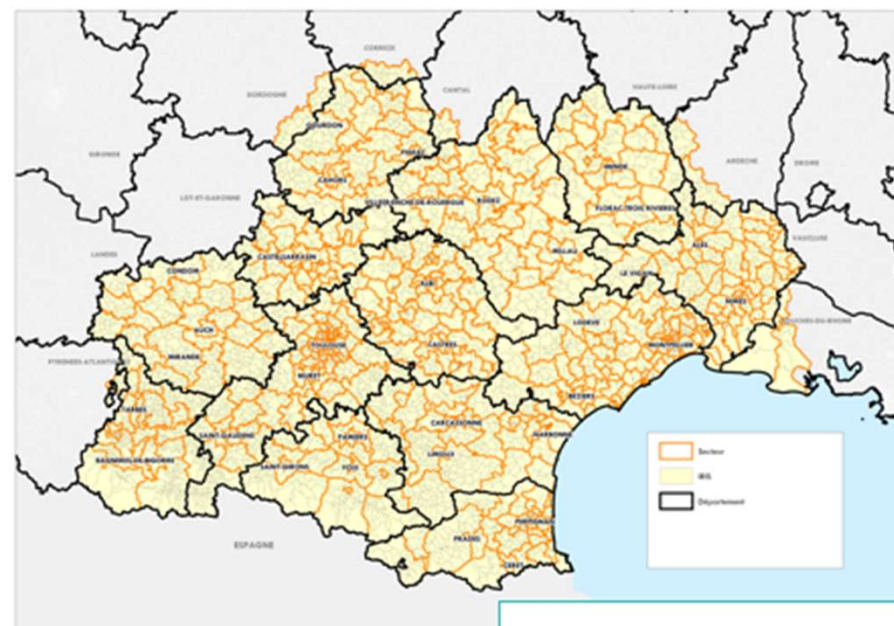 CORREZE
DORDOGNE
CANTAL
HAUTE-LOIRE
GOURDON
FIGEAC
GIRONDE
ARDECHE
DROME
MENDE
CAHORS
LOT-ET-GARONNE
VILLEFRANCHE-DE-ROUERGUE
RODEZ
FLORAC-TROIS RIVIERES
VAUCLUSE
ALES
MILLAU
LANDES
CASTELSARRASIN
CONDOM
LE VIGAN
ALBI
NIMES
LODEVE
BOUCHES-DU-RHONE
AUCH
TOULOUSE
CASTRES
MONTPELLIER
MIRANDE
PYRENEES-ATLANTIQUES
MURET
BEZIERS
TARBES
CARCASSONNE
SAINT-GAUDENS
PAMIERS
NARBONNE
LIMOUX
BAGNERES-DE-BIGORRE
SAINT-GIRONS
FOIX
Secteur
IRIS
Département
PERPIGNAN
PRADES
ESPAGNE
CERET